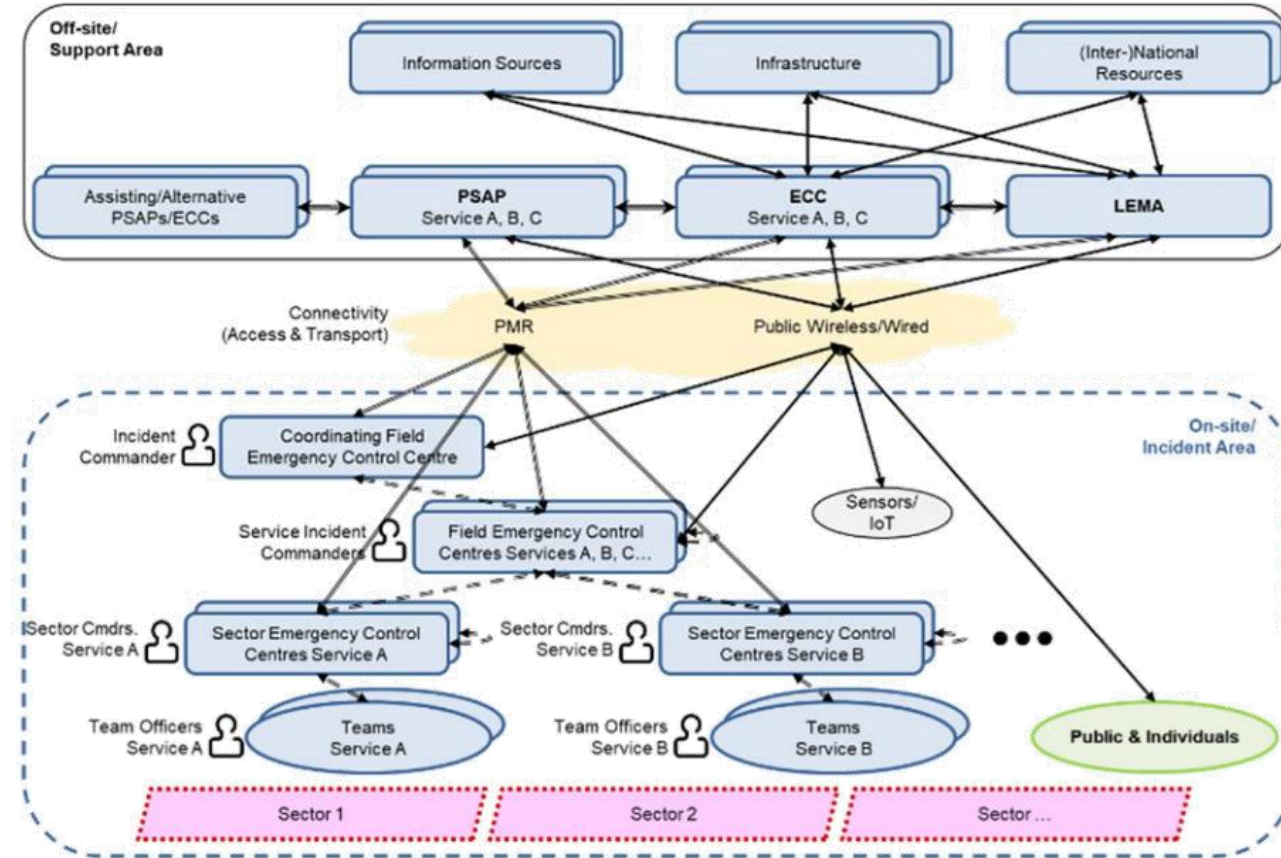 Off-site/
Support Area
Information Sources
Infrastructure
(Inter-)National
Resources
Assisting/Alternative
PSAPs/ECCs
PSAP
Service A, B, C
ECC
Service A, B, C
LEMA
Connectivity
(Access & Transport)
PMR
Public Wireless/Wired
On-site/
Incident Area
Incident
Commander
Coordinating Field
Emergency Control Centre
Sensors/
IoT
Service Incident
Commanders
Field Emergency Control
Centres Services A, B, C...
Sector Cmdrs.
Service A
Sector Emergency Control
Centres Service A
Sector Cmdrs.
Service B
Sector Emergency Control
Centres Service B
Team Officers
Service A
Teams
Service A
Team Officers
Service B
Teams
Service B
Public & Individuals
Sector 1
Sector 2
Sector ...